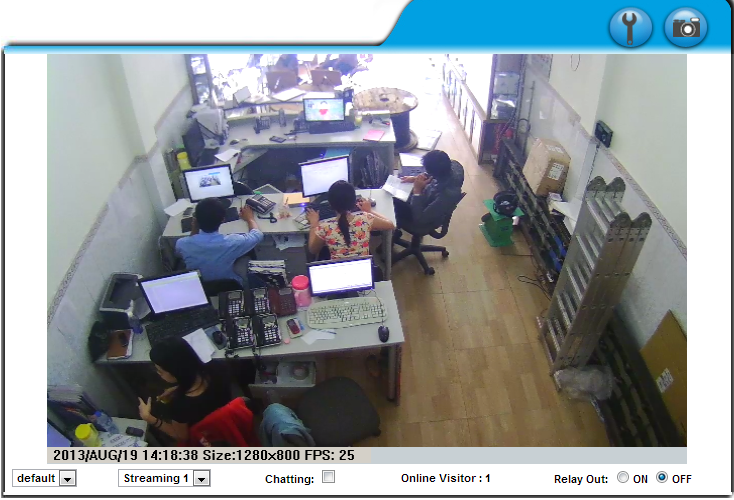 2013/AUG/19 14:18:38 Size:1280x800 FPS: 25
default Streaming 1 Chatting: Online Visitor : 1 Relay Out: ON OFF